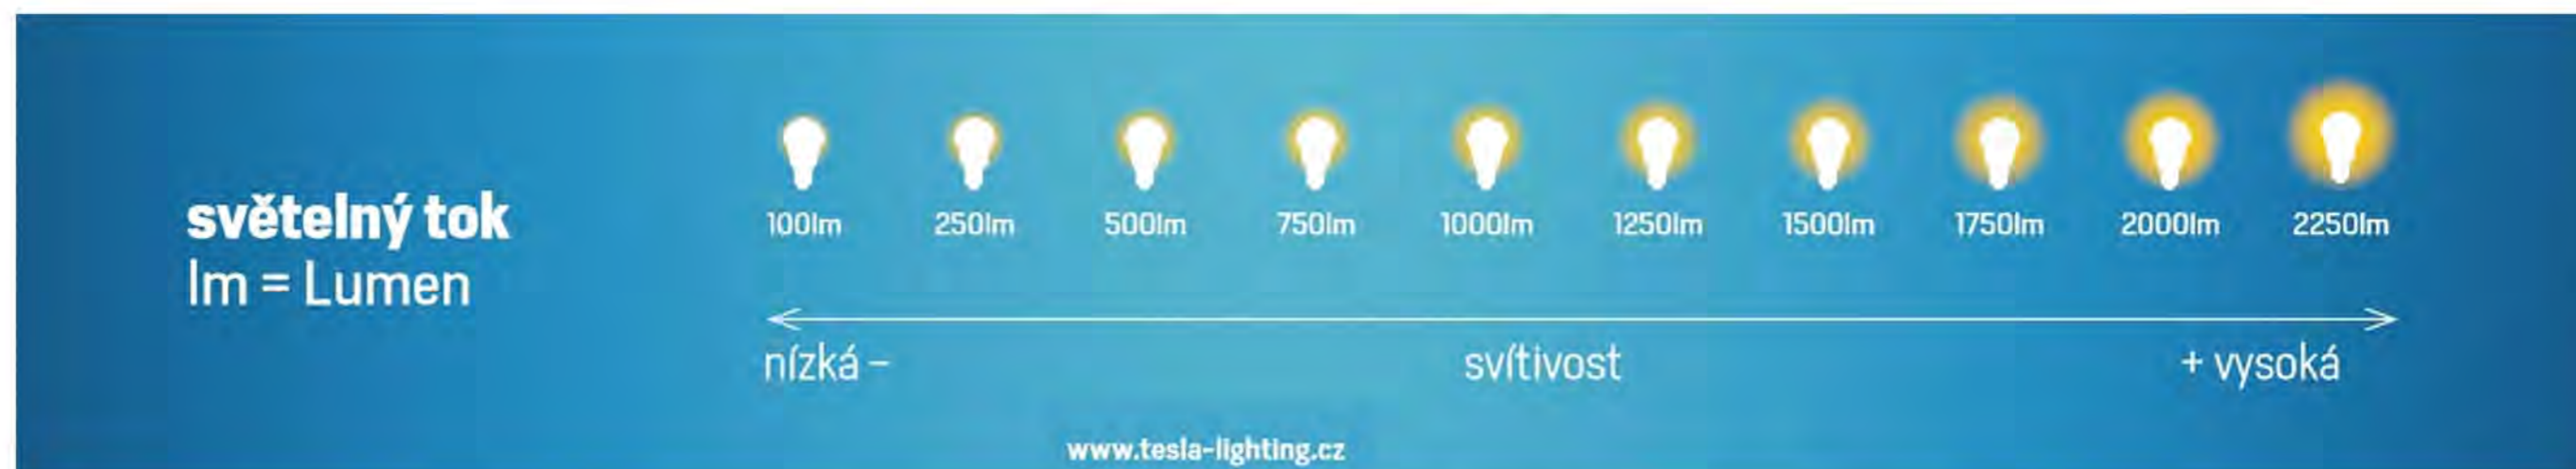 světelný tok
lm = Lumen
100lm 250lm 500lm 750lm 1000lm 1250lm 1500lm 1750lm 2000lm 2250lm
nízká – svítivost + vysoká
www.tesla-lighting.cz